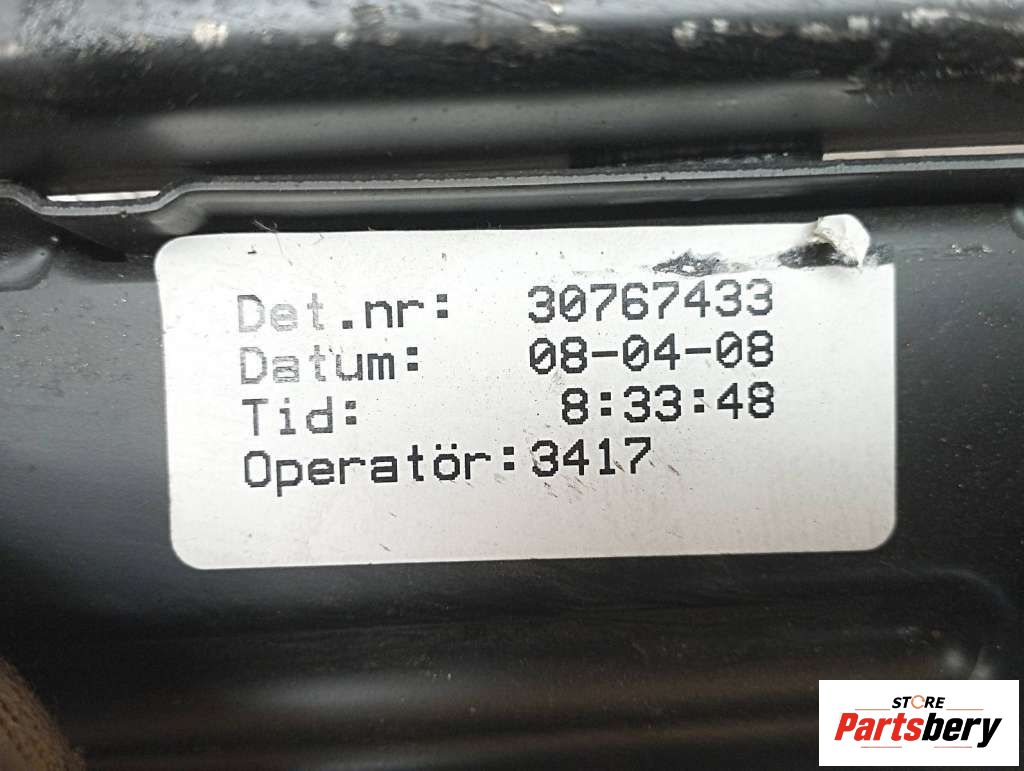 Det.nr: 30767433
Datum: 08-04-08
Tid: 8:33:48
Operatör:3417
STORE
Partsbery